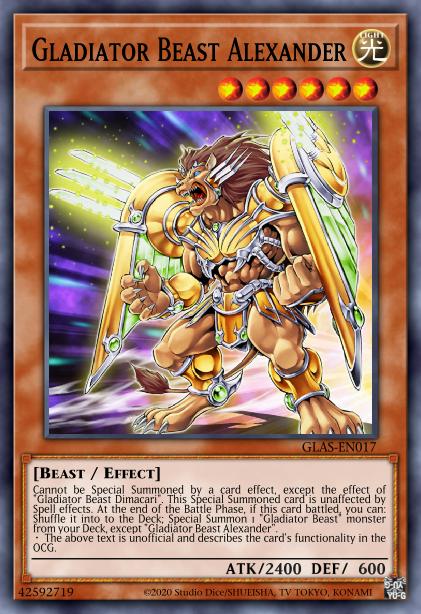 GLADIATOR BEAST ALEXANDER
LIGHT
光
GLAS-EN017
[BEAST / EFFECT]
Cannot be Special Summoned by a card effect, except the effect of
"Gladiator Beast Dimacari". This Special Summoned card is unaffected by
Spell effects. At the end of the Battle Phase, if this card battled, you can:
Shuffle it into to the Deck; Special Summon 1 "Gladiator Beast" monster
from your Deck, except "Gladiator Beast Alexander".
· The above text is unofficial and describes the card's functionality in the
OCG.
ATK/2400 DEF/ 600
42592719
©2020 Studio Dice/SHUEISHA, TV TOKYO, KONAMI